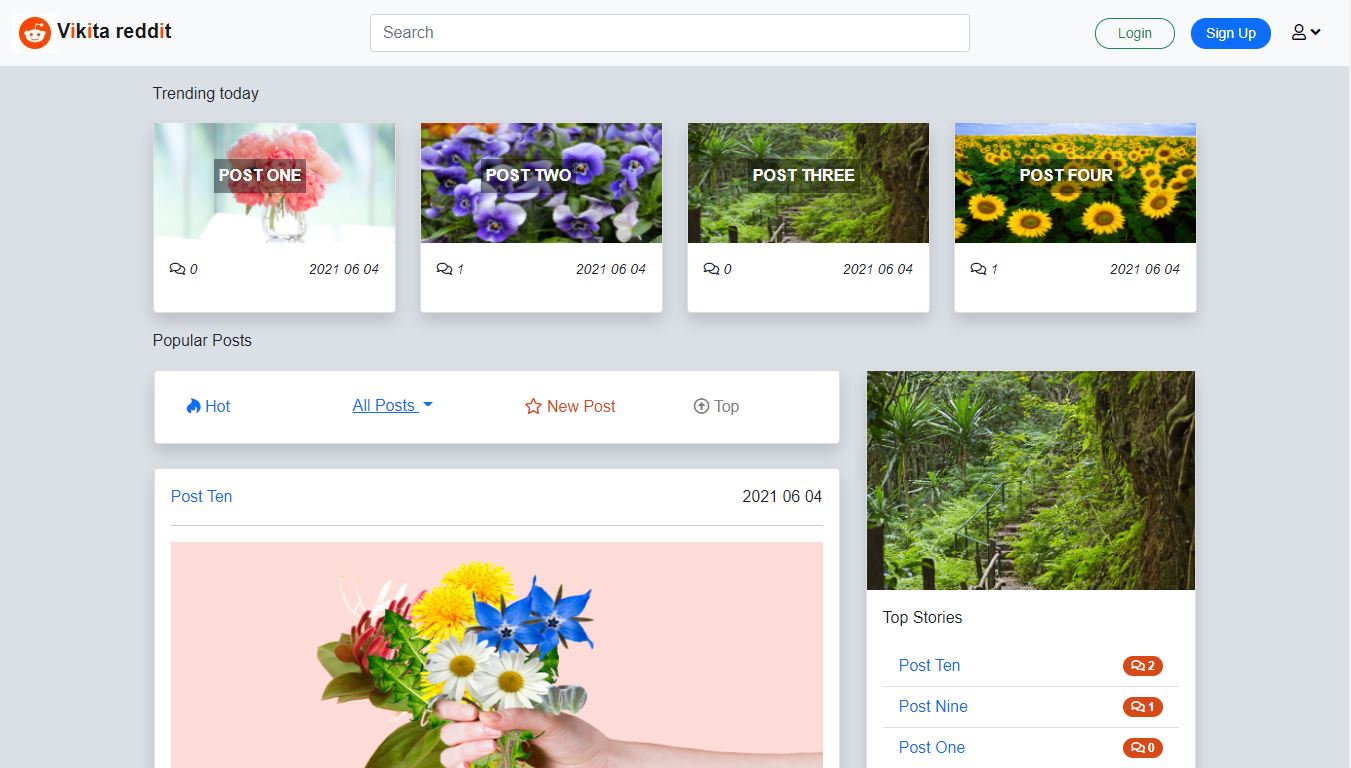 Vikita reddit
Search
Login
Sign Up
Trending today
POST ONE
POST TWO
POST THREE
POST FOUR
0
2021 06 04
1
2021 06 04
0
2021 06 04
1
2021 06 04
Popular Posts
Hot
All Posts
New Post
Top
Post Ten
2021 06 04
Top Stories
Post Ten
2
Post Nine
1
Post One
0